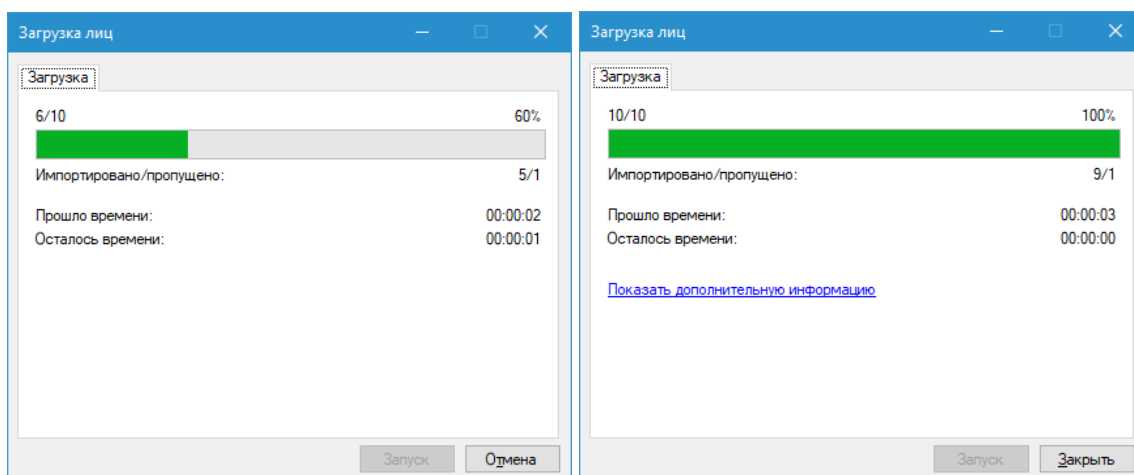 Загрузка лиц
Загрузка
6/10 60%
Импортировано/пропущено: 5/1
Прошло времени: 00:00:02
Осталось времени: 00:00:01
Запуск Отмена
Загрузка лиц
Загрузка
10/10 100%
Импортировано/пропущено: 9/1
Прошло времени: 00:00:03
Осталось времени: 00:00:00
Показать дополнительную информацию
Запуск Закрыть